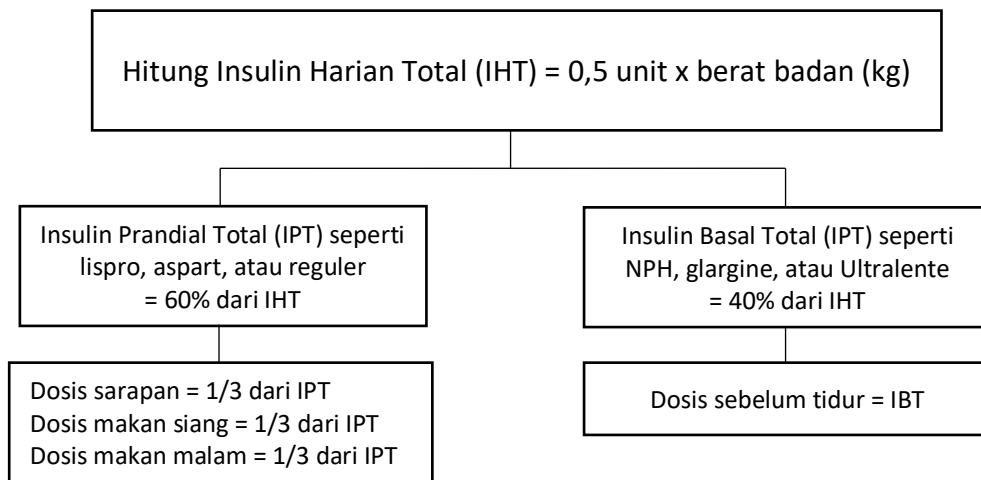 Hitung Insulin Harian Total (IHT) = 0,5 unit x berat badan (kg)
Insulin Prandial Total (IPT) seperti
lispro, aspart, atau reguler
= 60% dari IHT
Insulin Basal Total (IPT) seperti
NPH, glargine, atau Ultralente
= 40% dari IHT
Dosis sarapan = 1/3 dari IPT
Dosis makan siang = 1/3 dari IPT
Dosis makan malam = 1/3 dari IPT
Dosis sebelum tidur = IBT